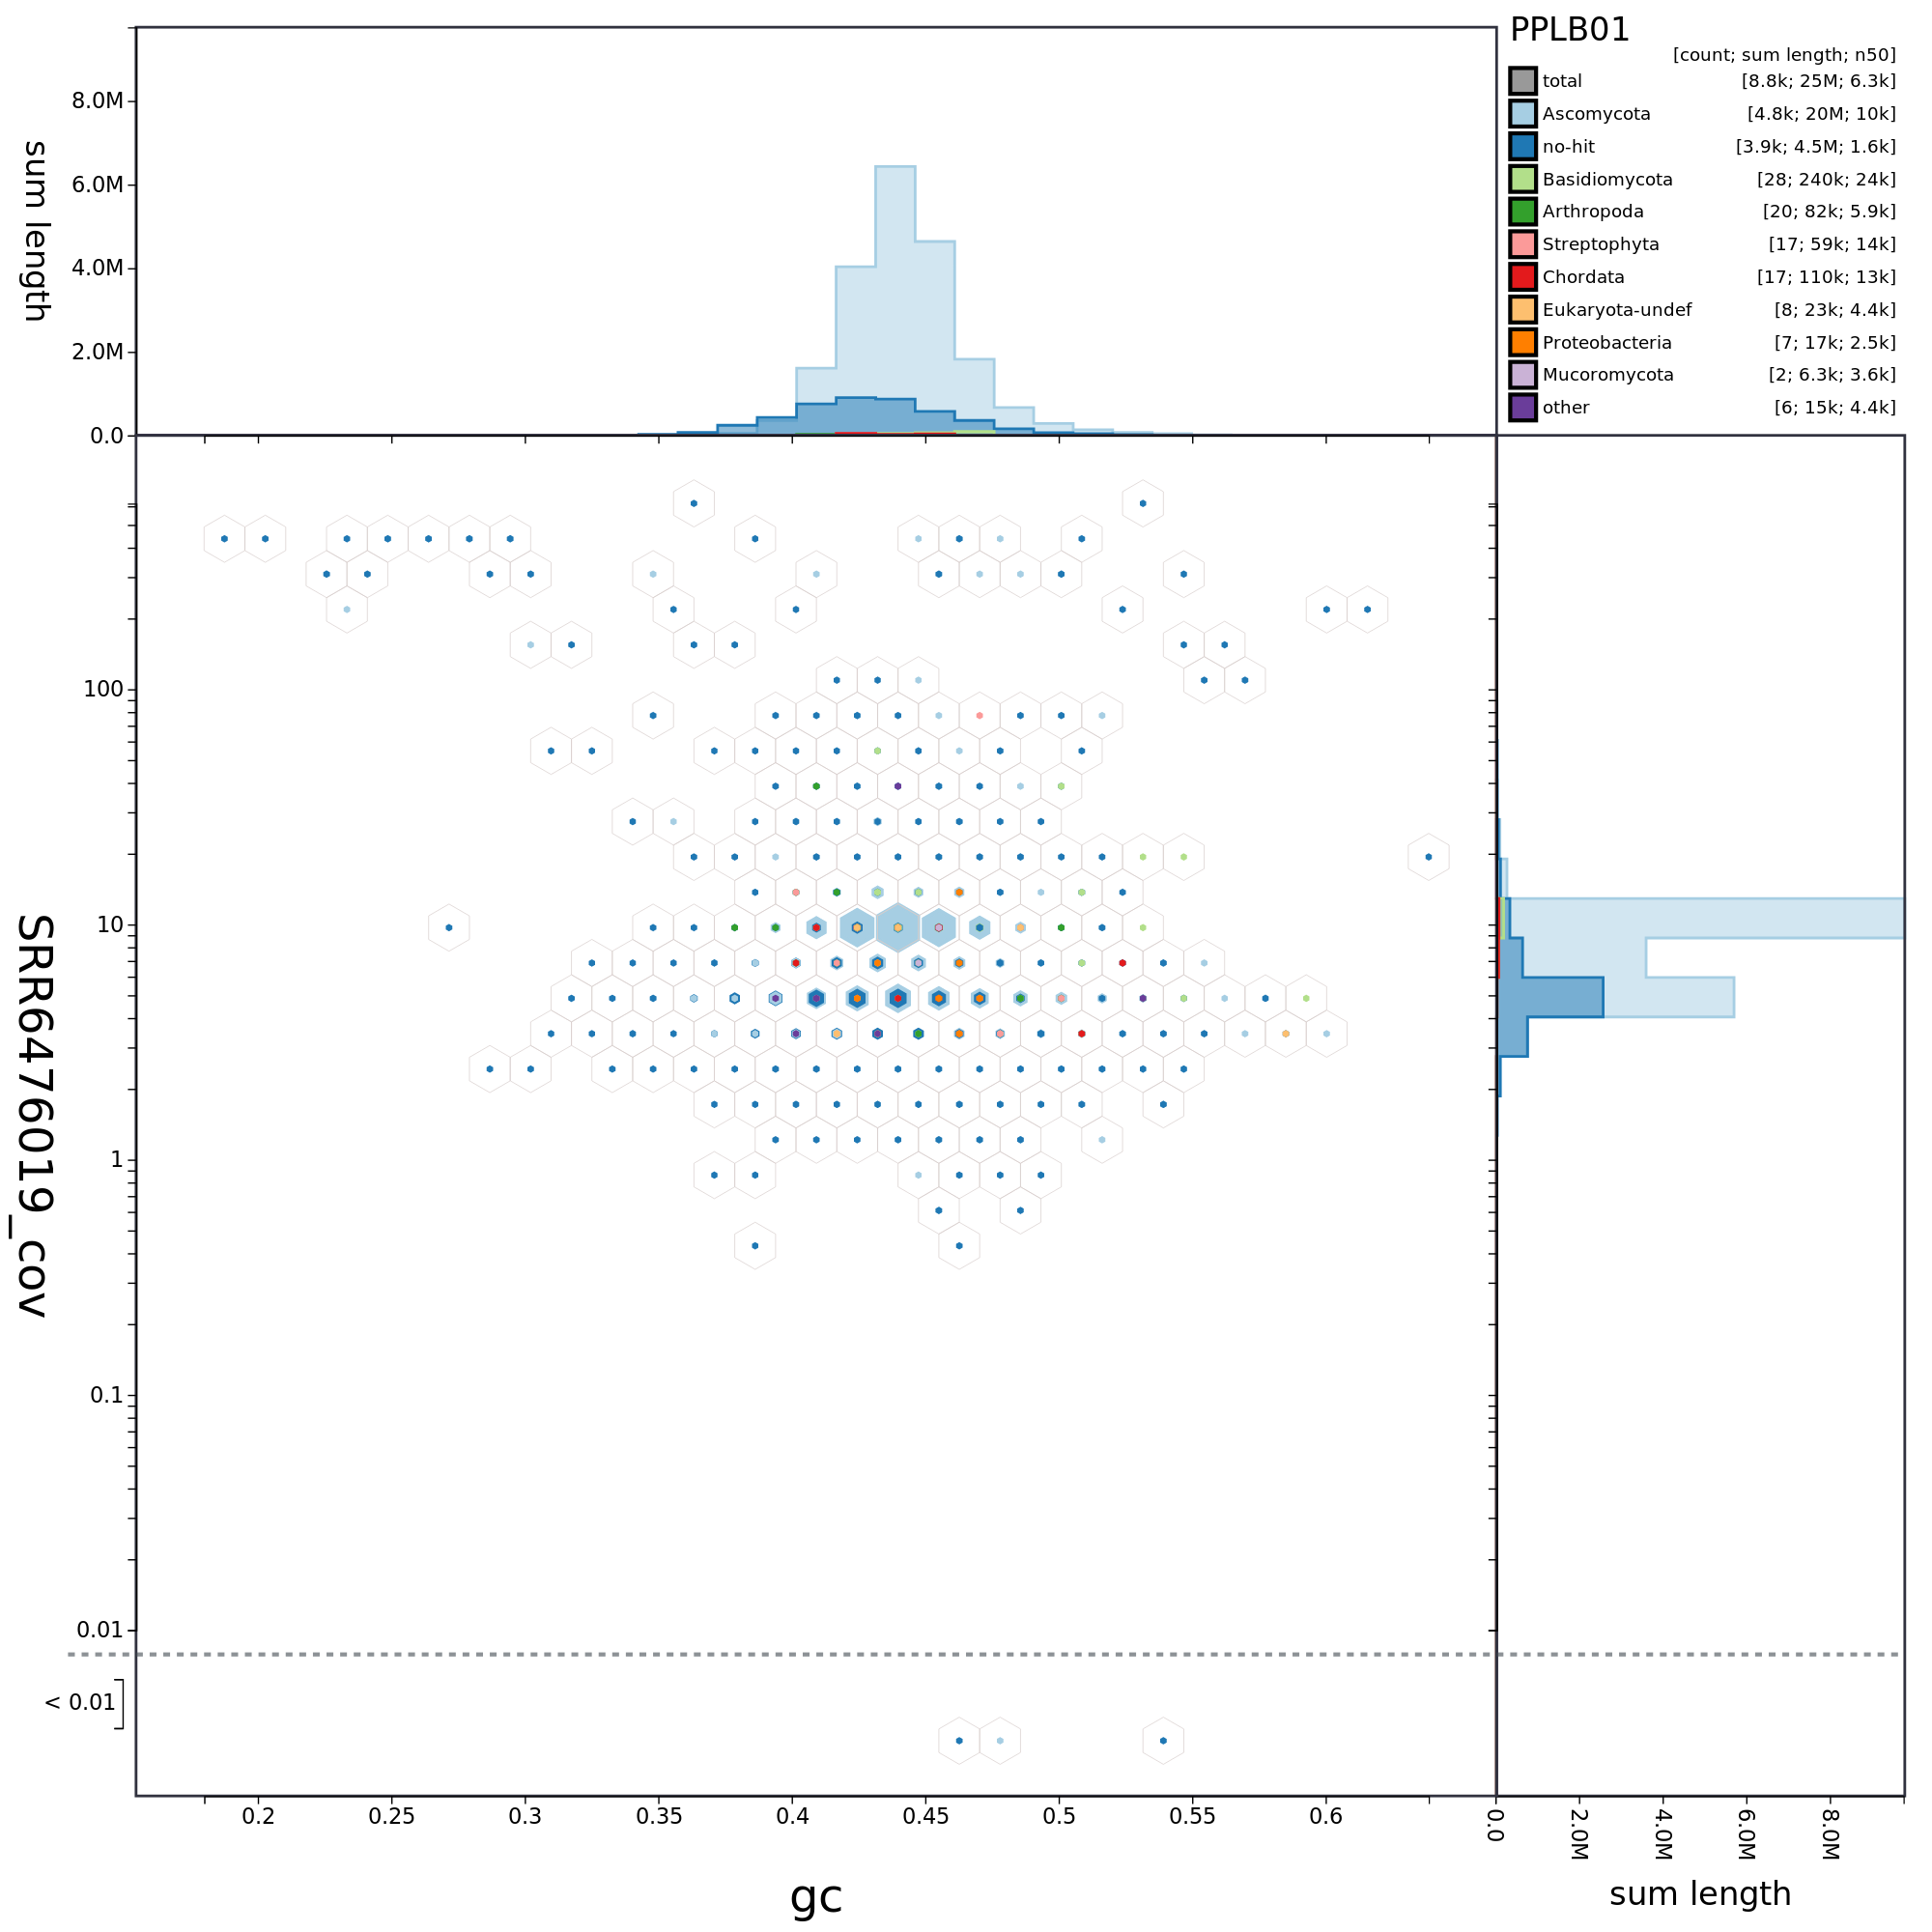 PPLB01
[count; sum length; n50]
total [8.8k; 25M; 6.3k]
Ascomycota [4.8k; 20M; 10k]
no-hit [3.9k; 4.5M; 1.6k]
Basidiomycota [28; 240k; 24k]
Arthropoda [20; 82k; 5.9k]
Streptophyta [17; 59k; 14k]
Chordata [17; 110k; 13k]
Eukaryota-undef [8; 23k; 4.4k]
Proteobacteria [7; 17k; 2.5k]
Mucoromycota [2; 6.3k; 3.6k]
other [6; 15k; 4.4k]
sum length
8.0M
6.0M
4.0M
2.0M
0.0
SRR6476019_cov
100
10
1
0.1
0.01
< 0.01
0.2 0.25 0.3 0.35 0.4 0.45 0.5 0.55 0.6
gc
0.0 2.0M 4.0M 6.0M 8.0M
sum length